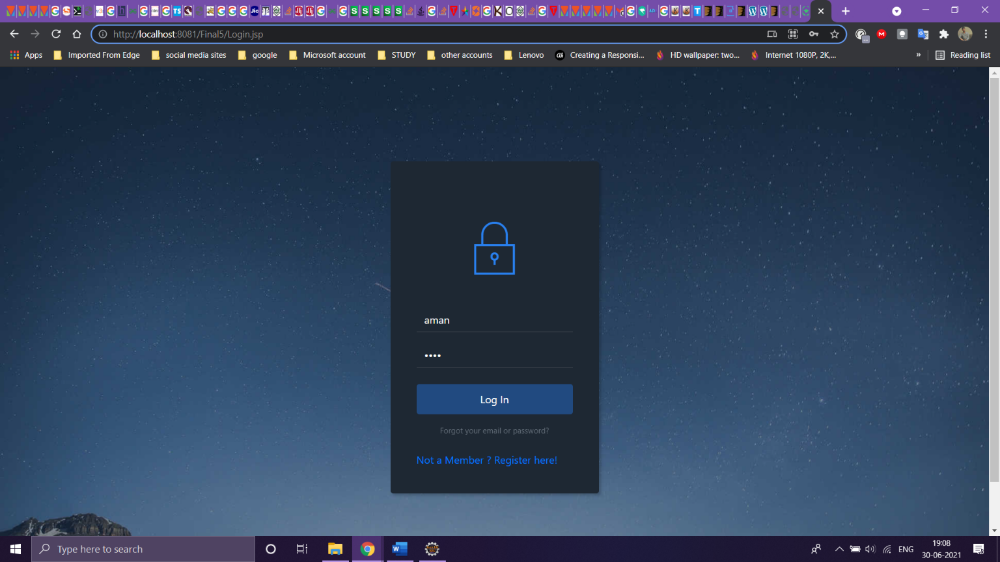 http://localhost:8081/Final5/Login.jsp
Apps
Imported From Edge
social media sites
google
Microsoft account
STUDY
other accounts
Lenovo
Creating a Responsi...
HD wallpaper: two...
Internet 1080P, 2K,...
»
Reading list
aman
••••
Log In
Forgot your email or password?
Not a Member ? Register here!
Type here to search
ENG
19:08
30-06-2021